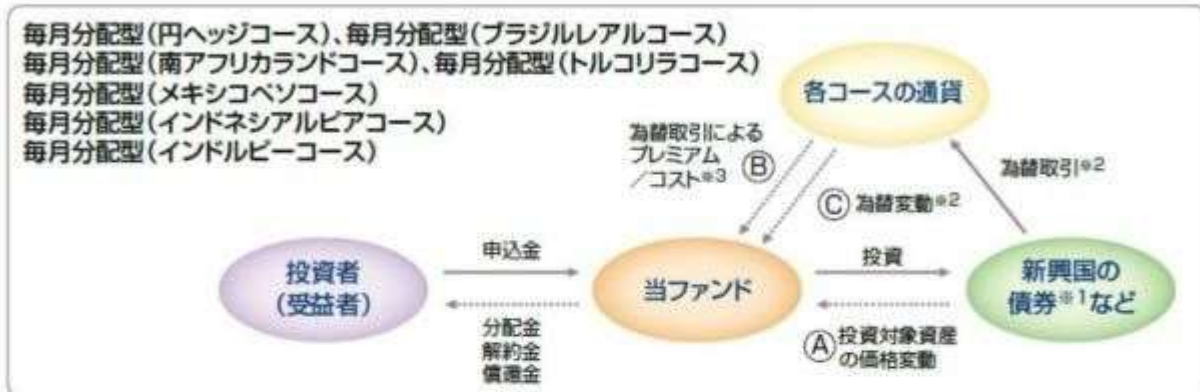 毎月分配型(円ヘッジコース)、毎月分配型(ブラジルレアルコース)
毎月分配型(南アフリカランドコース)、毎月分配型(トルコリラコース)
毎月分配型(メキシコペソコース)
毎月分配型(インドネシアルピアコース)
毎月分配型(インドルピーコース)
各コースの通貨
為替取引による
プレミアム
/コスト※3
Ⓑ
Ⓒ 為替変動※2
為替取引※2
投資者
(受益者)
申込金
分配金
解約金
償還金
当ファンド
投資
Ⓐ 投資対象資産
の価格変動
新興国の
債券※1など